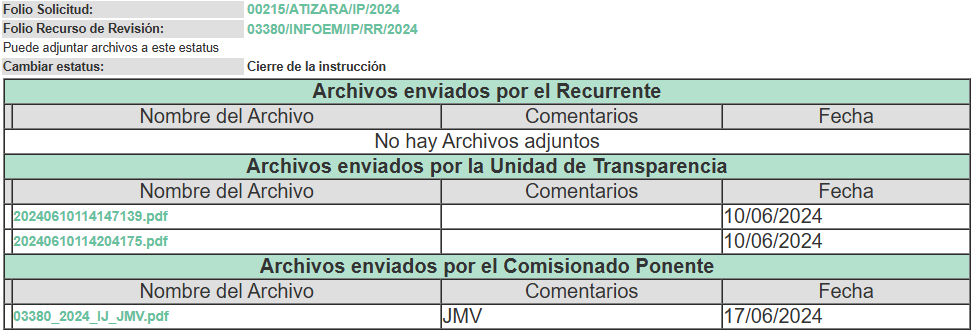 Folio Solicitud: 00215/ATIZARA/IP/2024
Folio Recurso de Revisión: 03380/INFOEM/IP/RR/2024
Puede adjuntar archivos a este estatus
Cambiar estatus: Cierre de la instrucción
Archivos enviados por el Recurrente
Nombre del Archivo Comentarios Fecha
No hay Archivos adjuntos
Archivos enviados por la Unidad de Transparencia
Nombre del Archivo Comentarios Fecha
20240610114147139.pdf 10/06/2024
20240610114204175.pdf 10/06/2024
Archivos enviados por el Comisionado Ponente
Nombre del Archivo Comentarios Fecha
03380_2024_IJ_JMV.pdf JMV 17/06/2024